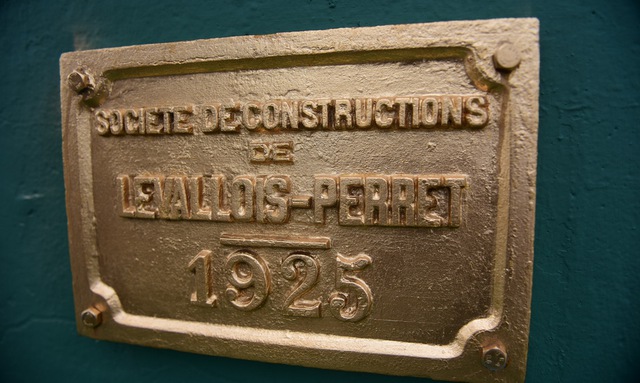 SOCIETE DE CONSTRUCTIONS
DE
LEVALLOIS-PERRET
1925